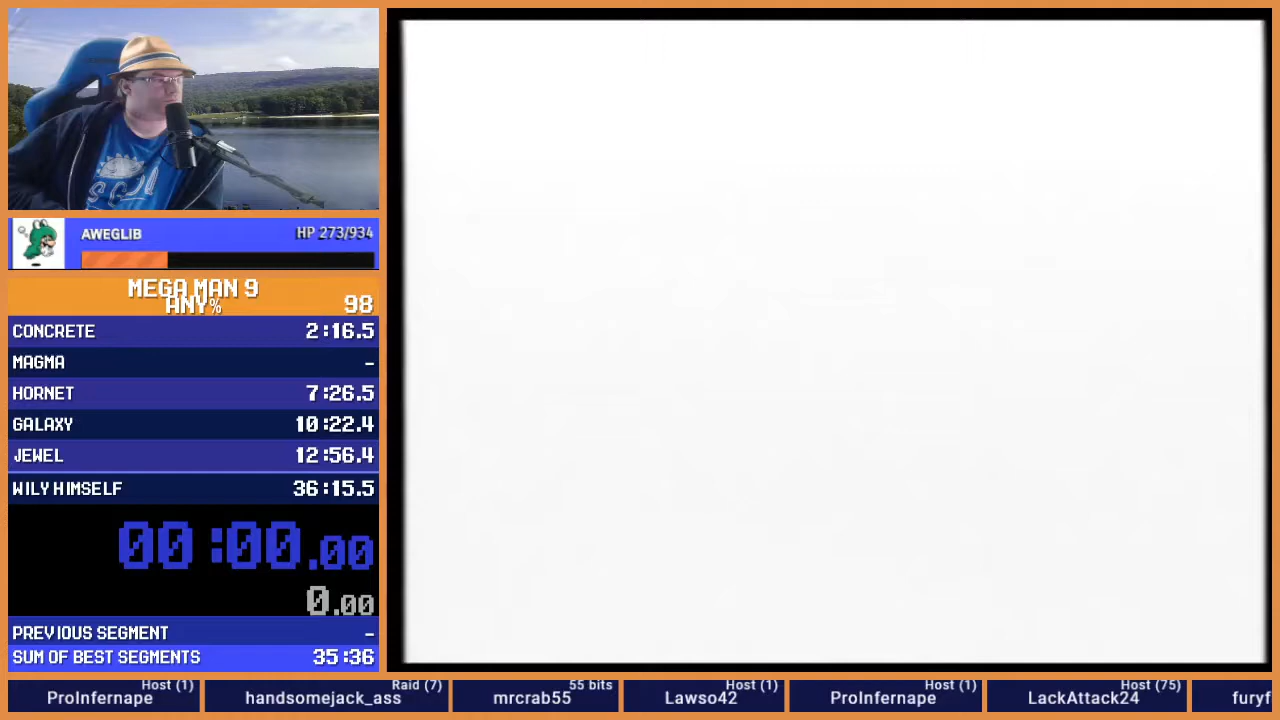 AWEGLIB HP 273/934
MEGA MAN 9
ANY% 98
CONCRETE 2:16.5
MAGMA -
HORNET 7:26.5
GALAXY 10:22.4
JEWEL 12:56.4
WILY HIMSELF 36:15.5
00:00.00
0.00
PREVIOUS SEGMENT -
SUM OF BEST SEGMENTS 35:36
Host (1) Raid (7) 55 bits Host (1) Host (1) Host (75)
ProInfernape handsomejack_ass mrcrab55 Lawso42 ProInfernape LackAttack24 furyf